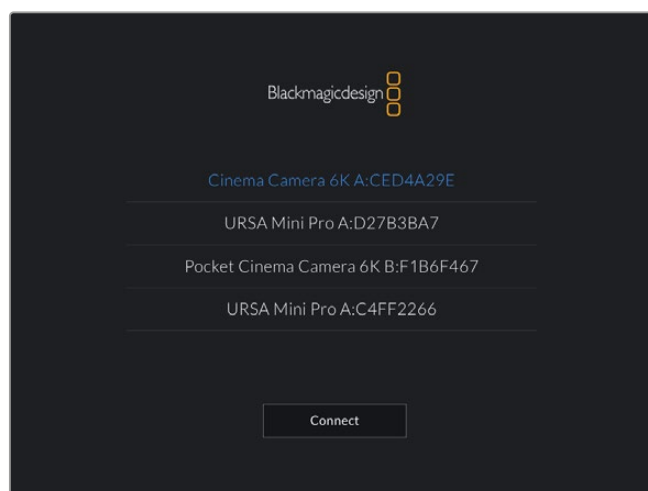 Blackmagicdesign
Cinema Camera 6K A:CED4A29E
URSA Mini Pro A:D27B3BA7
Pocket Cinema Camera 6K B:F1B6F467
URSA Mini Pro A:C4FF2266
Connect